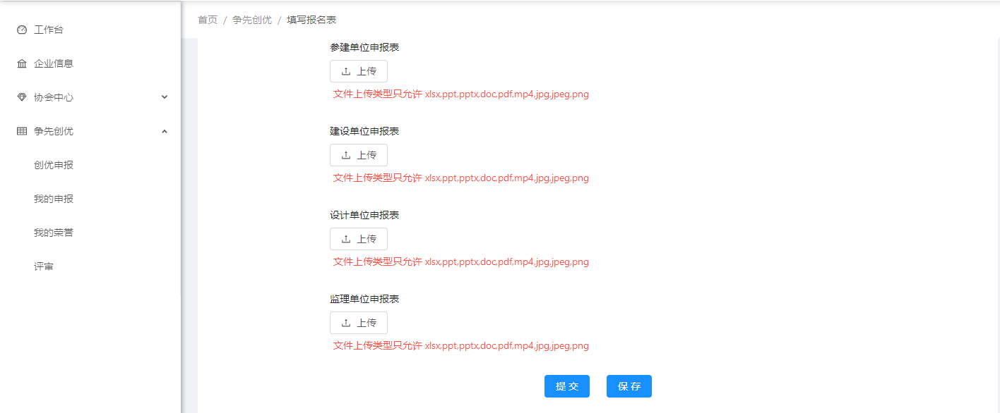 工作台
企业信息
协会中心
争先创优
创优申报
我的申报
我的荣誉
评审
首页 / 争先创优 / 填写报名表
参建单位申报表
上传
文件上传类型只允许 xlsx,ppt,pptx,doc,pdf,mp4,jpg,jpeg,png
建设单位申报表
上传
文件上传类型只允许 xlsx,ppt,pptx,doc,pdf,mp4,jpg,jpeg,png
设计单位申报表
上传
文件上传类型只允许 xlsx,ppt,pptx,doc,pdf,mp4,jpg,jpeg,png
监理单位申报表
上传
文件上传类型只允许 xlsx,ppt,pptx,doc,pdf,mp4,jpg,jpeg,png
提 交 保 存